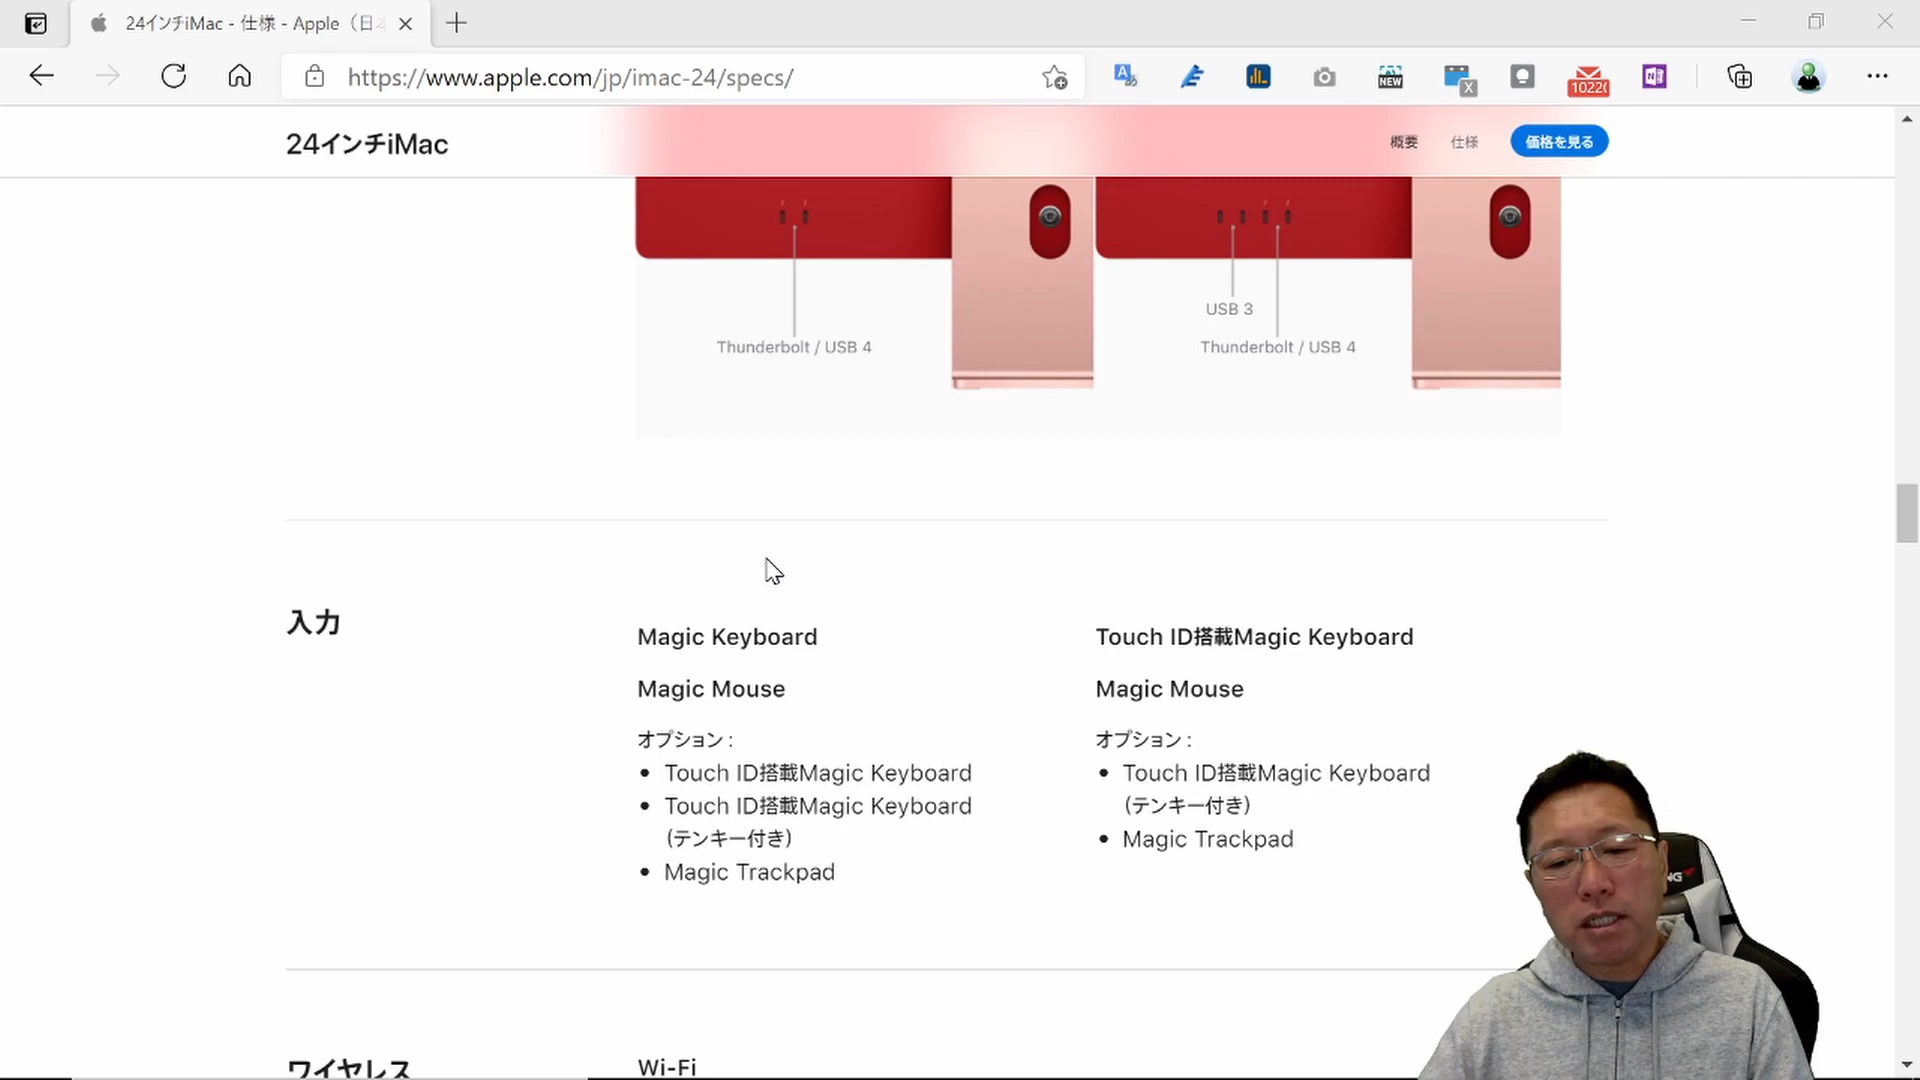 24インチiMac - 仕様 - Apple（日
https://www.apple.com/jp/imac-24/specs/
NEW
X
1022(
24インチiMac
概要
仕様
価格を見る
USB 3
Thunderbolt / USB 4
Thunderbolt / USB 4
入力
Magic Keyboard
Magic Mouse
オプション :
Touch ID搭載Magic Keyboard
Touch ID搭載Magic Keyboard
(テンキー付き)
Magic Trackpad
Touch ID搭載Magic Keyboard
Magic Mouse
オプション :
Touch ID搭載Magic Keyboard
(テンキー付き)
Magic Trackpad
ワイヤレス
Wi-Fi